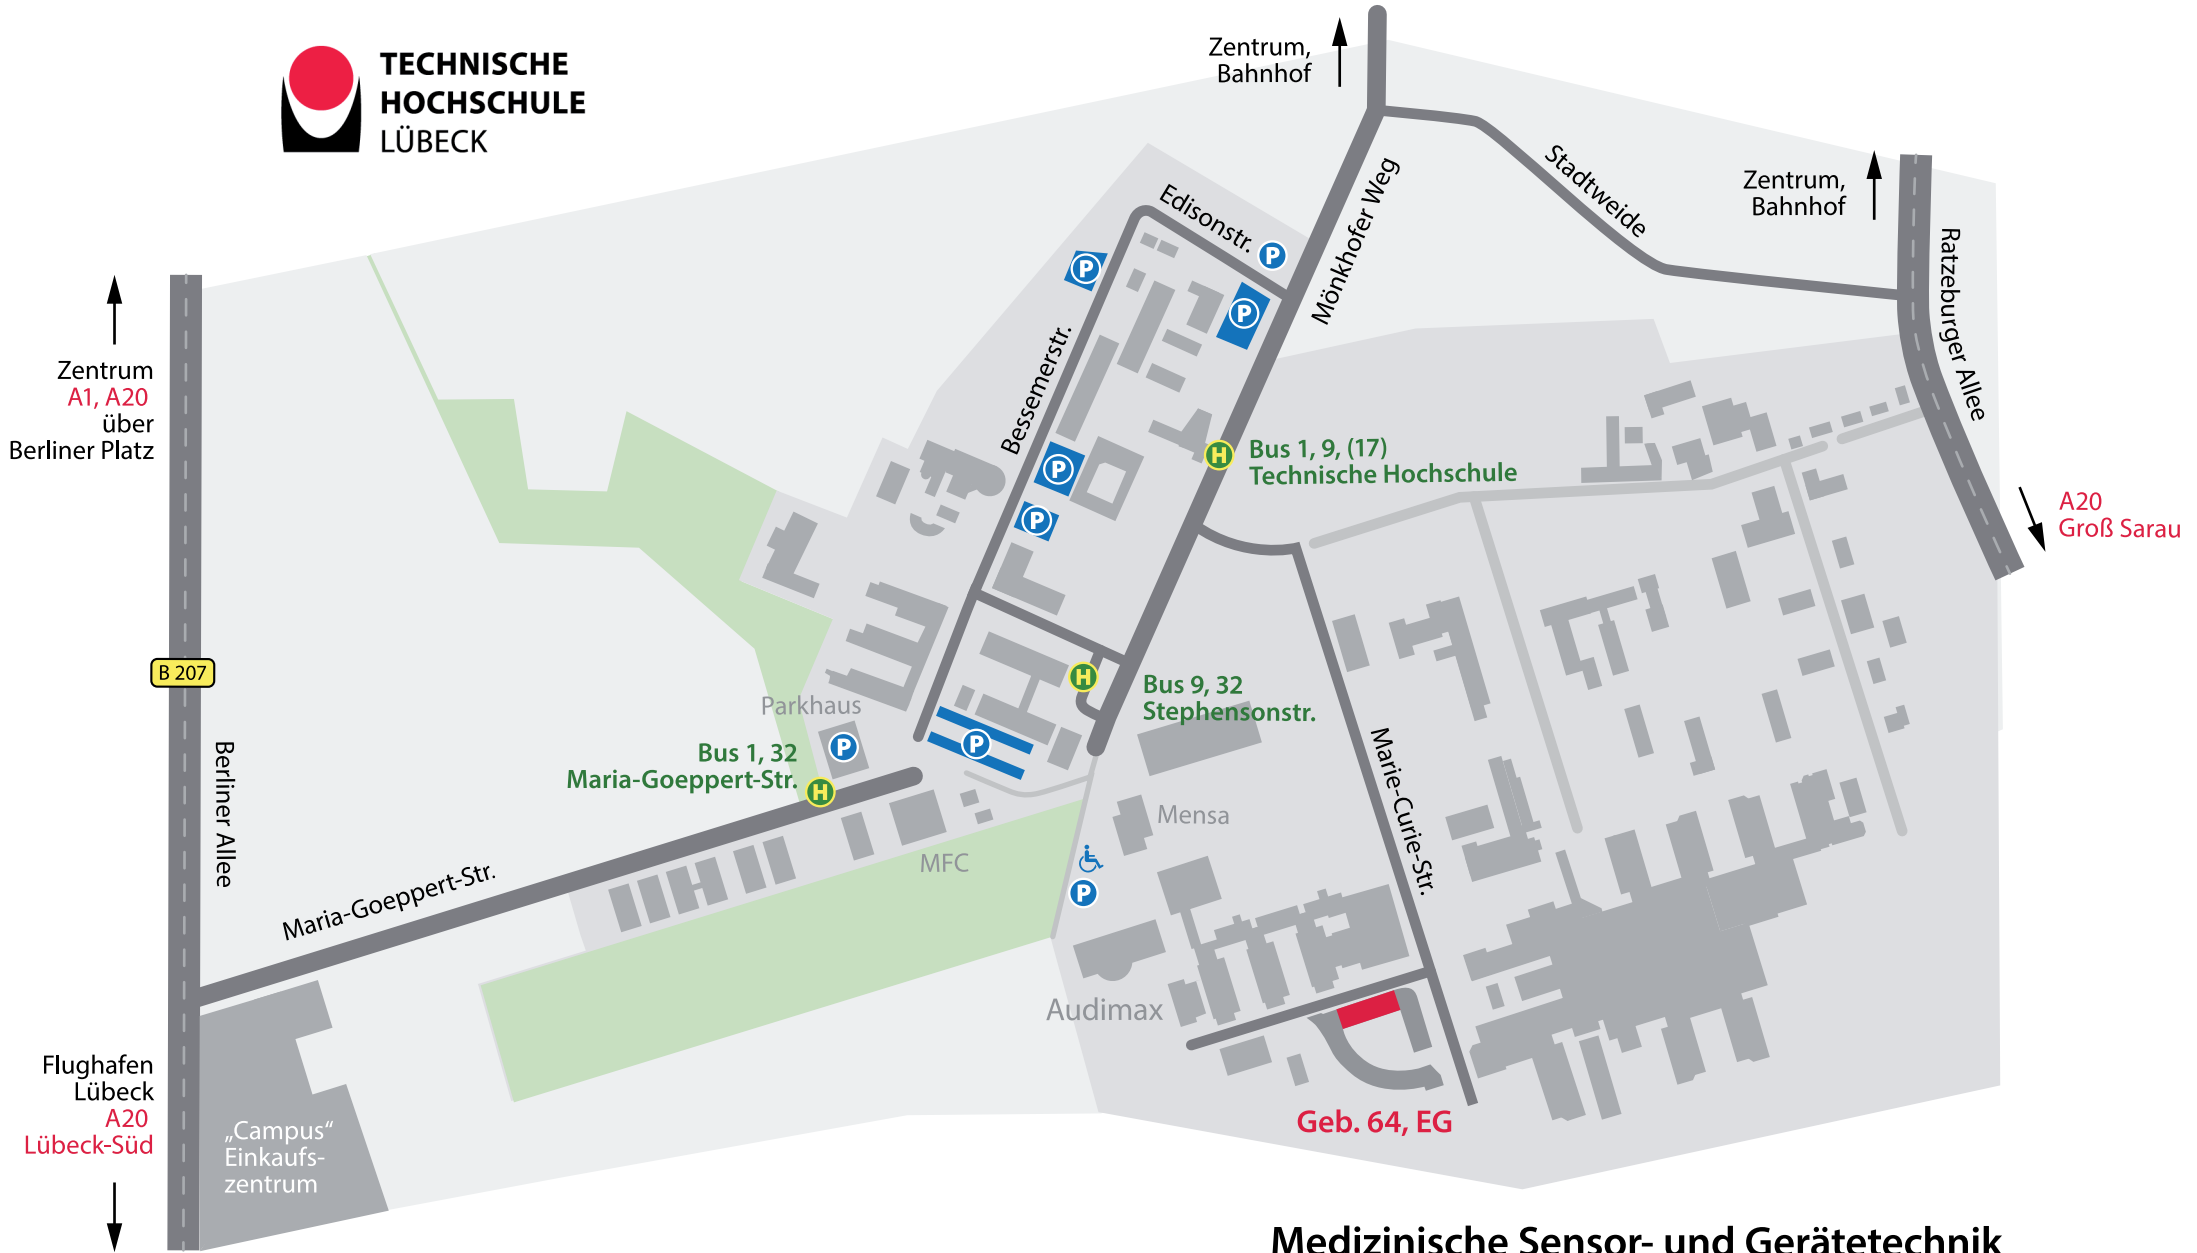 TECHNISCHE
HOCHSCHULE
LÜBECK
Zentrum,
Bahnhof
Zentrum,
Bahnhof
Stadtweide
Mönkhofer Weg
Edisonstr.
P
P
P
Ratzeburger Allee
Zentrum
A1, A20
über
Berliner Platz
Bessemerstr.
H
Bus 1, 9, (17)
Technische Hochschule
P
P
A20
Groß Sarau
B 207
H
Bus 9, 32
Stephensonstr.
Parkhaus
P
P
Bus 1, 32
Maria-Goeppert-Str.
H
Berliner Allee
Marie-Curie-Str.
Mensa
MFC
P
Maria-Goeppert-Str.
Audimax
Flughafen
Lübeck
A20
Lübeck-Süd
„Campus“
Einkaufs-
zentrum
Geb. 64, EG
Medizinische Sensor- und Gerätetechnik